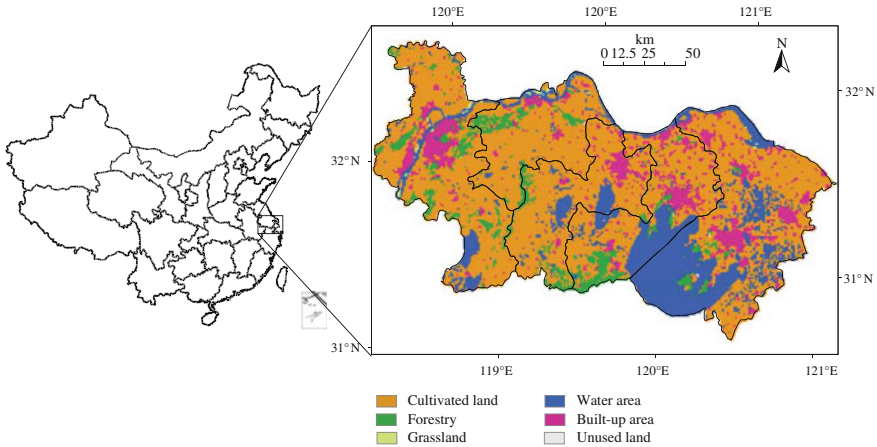 120°E 120°E 121°E
km
0 12.5 25 50
N
32°N
32°N
31°N
31°N
119°E 120°E 121°E
Cultivated land
Forestry
Grassland
Water area
Built-up area
Unused land